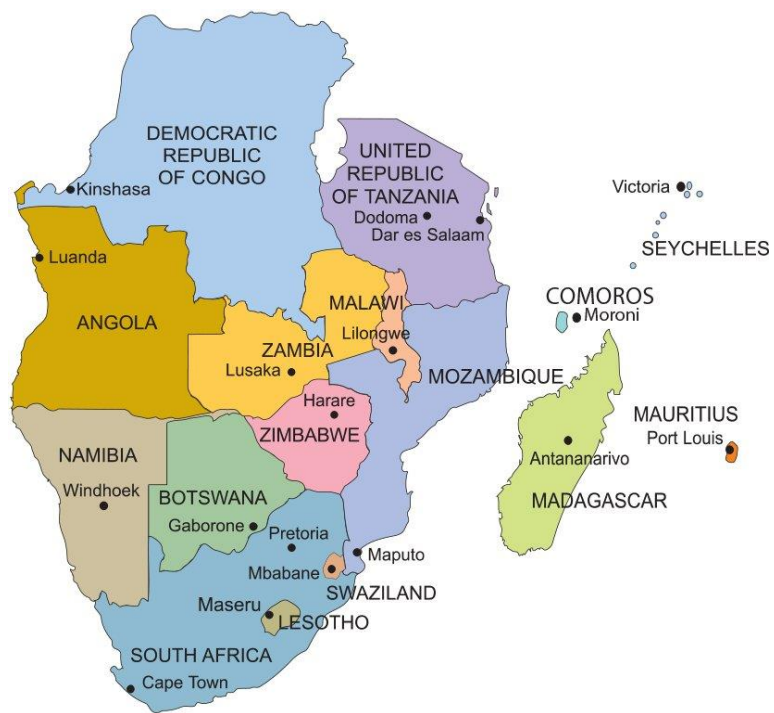 DEMOCRATIC
REPUBLIC
OF CONGO
Kinshasa
UNITED
REPUBLIC
OF TANZANIA
Dodoma
Dar es Salaam
Victoria
SEYCHELLES
Luanda
ANGOLA
MALAWI
Lilongwe
ZAMBIA
Lusaka
COMOROS
Moroni
MOZAMBIQUE
Harare
ZIMBABWE
MAURITIUS
Port Louis
Antananarivo
MADAGASCAR
NAMIBIA
Windhoek
BOTSWANA
Gaborone
Pretoria
Maputo
Mbabane
SWAZILAND
Maseru
LESOTHO
SOUTH AFRICA
Cape Town